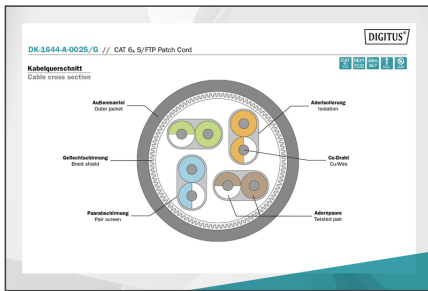 DIGITUS®
DK-1644-A-0025/G // CAT 6A S/FTP Patch Cord
Kabelquerschnitt
Cable cross section
Außenmantel
Outer jacket
Aderisolierung
Isolation
Geflechtschirmung
Braid shield
Cu-Draht
Cu-Wire
Paarabschirmung
Pair screen
Adernpaare
Twisted pair